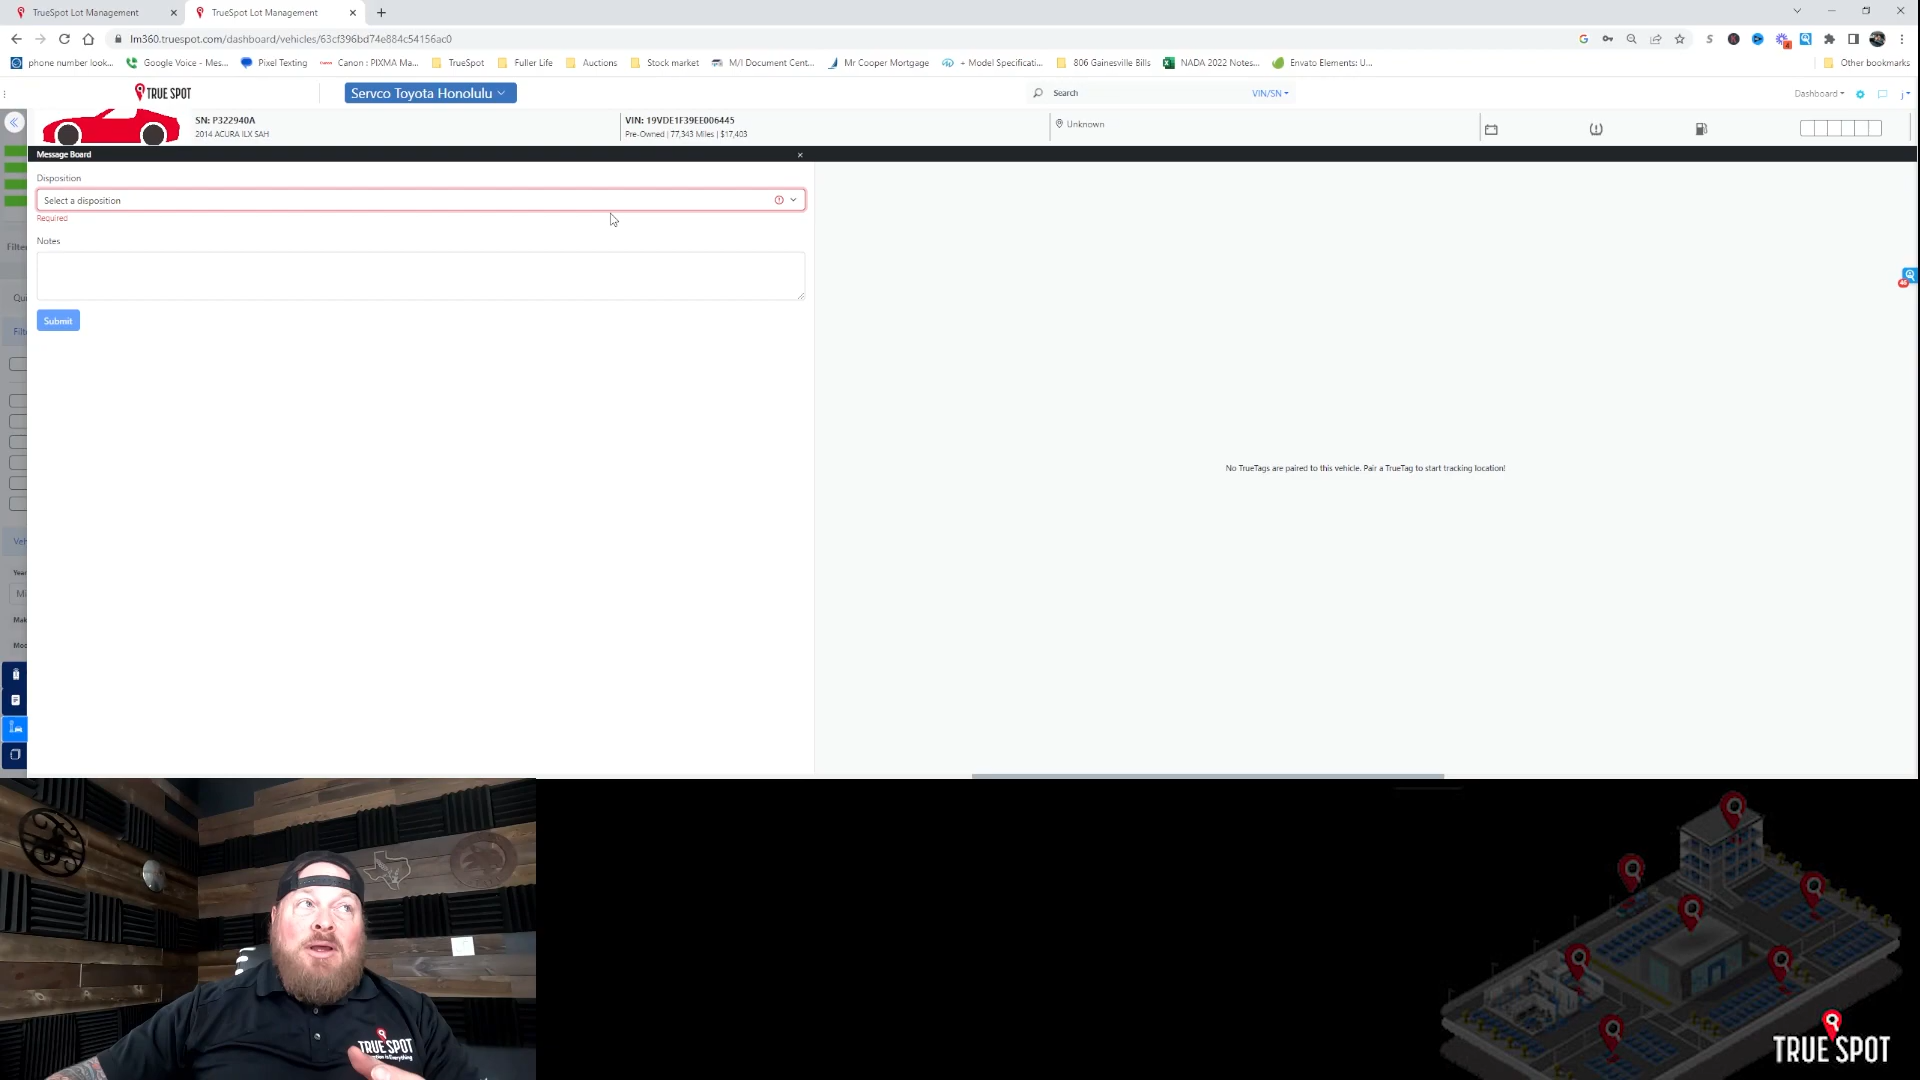 TrueSpot Lot Management
TrueSpot Lot Management
lm360.truespot.com/dashboard/vehicles/63cf396bd74e884c54156ac0
phone number look... Google Voice - Mes... Pixel Texting Canon : PIXMA Ma... TrueSpot Fuller Life Auctions Stock market M/I Document Cent... Mr Cooper Mortgage + Model Specificati... 806 Gainesville Bills NADA 2022 Notes... Envato Elements: U... Other bookmarks
TRUE SPOT
Servco Toyota Honolulu
Search
VIN/SN
Dashboard
SN: P322940A
2014 ACURA ILX SAH
VIN: 19VDE1F39EE006445
Pre-Owned | 77,343 Miles | $17,403
Unknown
Message Board
Disposition
Select a disposition
Required
Notes
Submit
No TrueTags are paired to this vehicle. Pair a TrueTag to start tracking location!
TRUE SPOT
TRUE SPOT